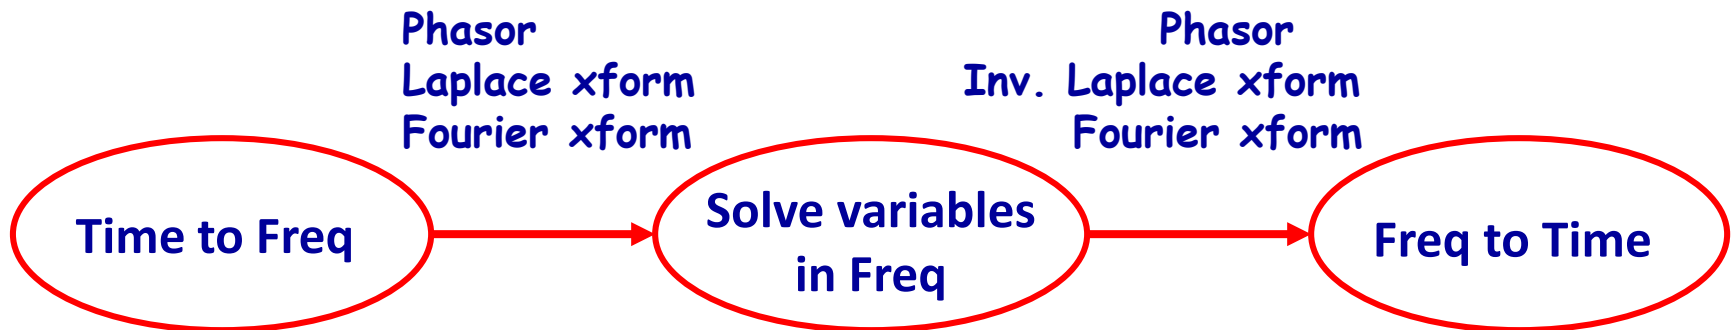 Phasor
Laplace xform
Fourier xform
Phasor
Inv. Laplace xform
Fourier xform
Time to Freq
Solve variables
in Freq
Freq to Time